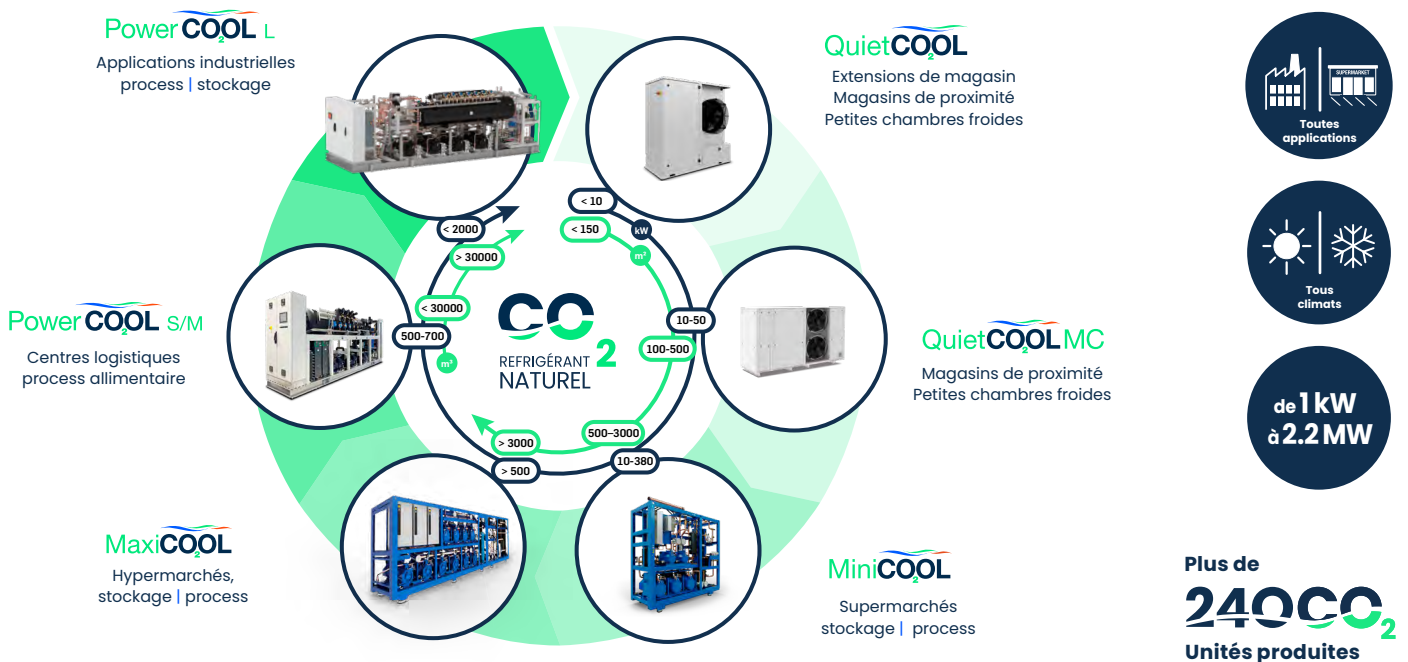 PowerCO₂OL L
Applications industrielles
process | stockage
QuietCO₂OL
Extensions de magasin
Magasins de proximité
Petites chambres froides
SUPERMARKET
Toutes
applications
< 10
< 150
kW
m³
< 2000
> 30000
PowerCO₂OL S/M
Centres logistiques
process allimentaire
< 30000
500-700
m³
CO₂
REFRIGÉRANT
NATUREL
10-50
100-500
QuietCO₂OL MC
Magasins de proximité
Petites chambres froides
Tous
climats
de 1 kW
à 2.2 MW
> 3000
> 500
500–3000
10-380
MaxiCO₂OL
Hypermarchés,
stockage | process
MiniCO₂OL
Supermarchés
stockage | process
Plus de
240CO₂
Unités produites